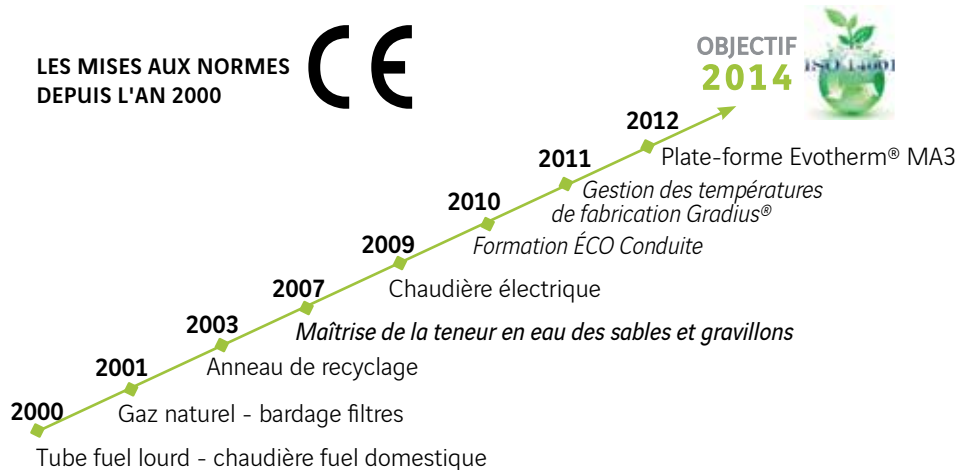 LES MISES AUX NORMES
DEPUIS L'AN 2000
CE
OBJECTIF
2014
ISO 14001
2012
Plate-forme Evotherm® MA3
2011
Gestion des températures
de fabrication Gradius®
2010
Formation ÉCO Conduite
2009
Chaudière électrique
2007
Maîtrise de la teneur en eau des sables et gravillons
2003
Anneau de recyclage
2001
Gaz naturel - bardage filtres
2000
Tube fuel lourd - chaudière fuel domestique